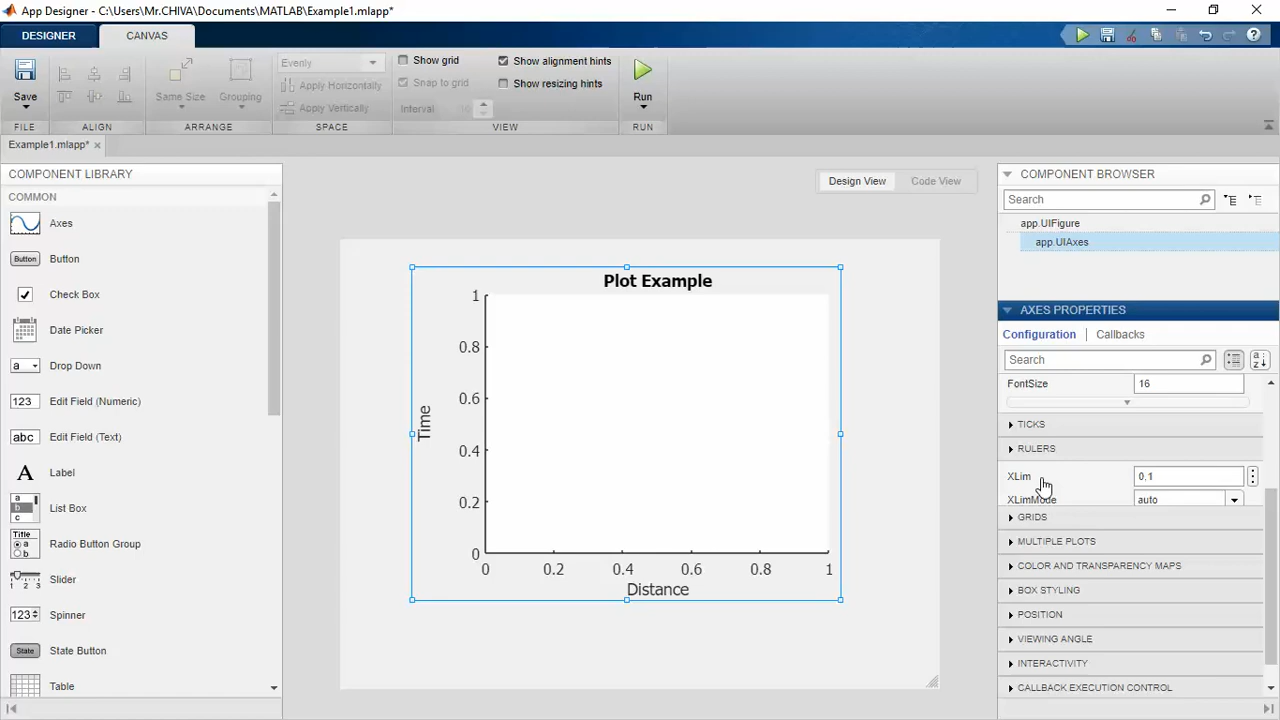 App Designer - C:\Users\Mr.CHIVA\Documents\MATLAB\Example1.mlapp*
DESIGNER
CANVAS
Save
Same Size
Grouping
Evenly
Apply Horizontally
Apply Vertically
Show grid
Snap to grid
Interval
10
Show alignment hints
Show resizing hints
Run
FILE
ALIGN
ARRANGE
SPACE
VIEW
RUN
Example1.mlapp*
COMPONENT LIBRARY
COMMON
Axes
Button
Button
Check Box
Date Picker
a
Drop Down
123
Edit Field (Numeric)
abc
Edit Field (Text)
A
Label
a
b
c
List Box
Title
a
b
Radio Button Group
1 2 3
Slider
123
Spinner
State
State Button
Table
Design View
Code View
Plot Example
1
0.8
0.6
0.4
0.2
0
Time
0 0.2 0.4 0.6 0.8 1
Distance
COMPONENT BROWSER
Search
app.UIFigure
app.UIAxes
AXES PROPERTIES
Configuration | Callbacks
Search
a
z
FontSize 16
TICKS
RULERS
XLim 0,1
XLimMode auto
GRIDS
MULTIPLE PLOTS
COLOR AND TRANSPARENCY MAPS
BOX STYLING
POSITION
VIEWING ANGLE
INTERACTIVITY
CALLBACK EXECUTION CONTROL